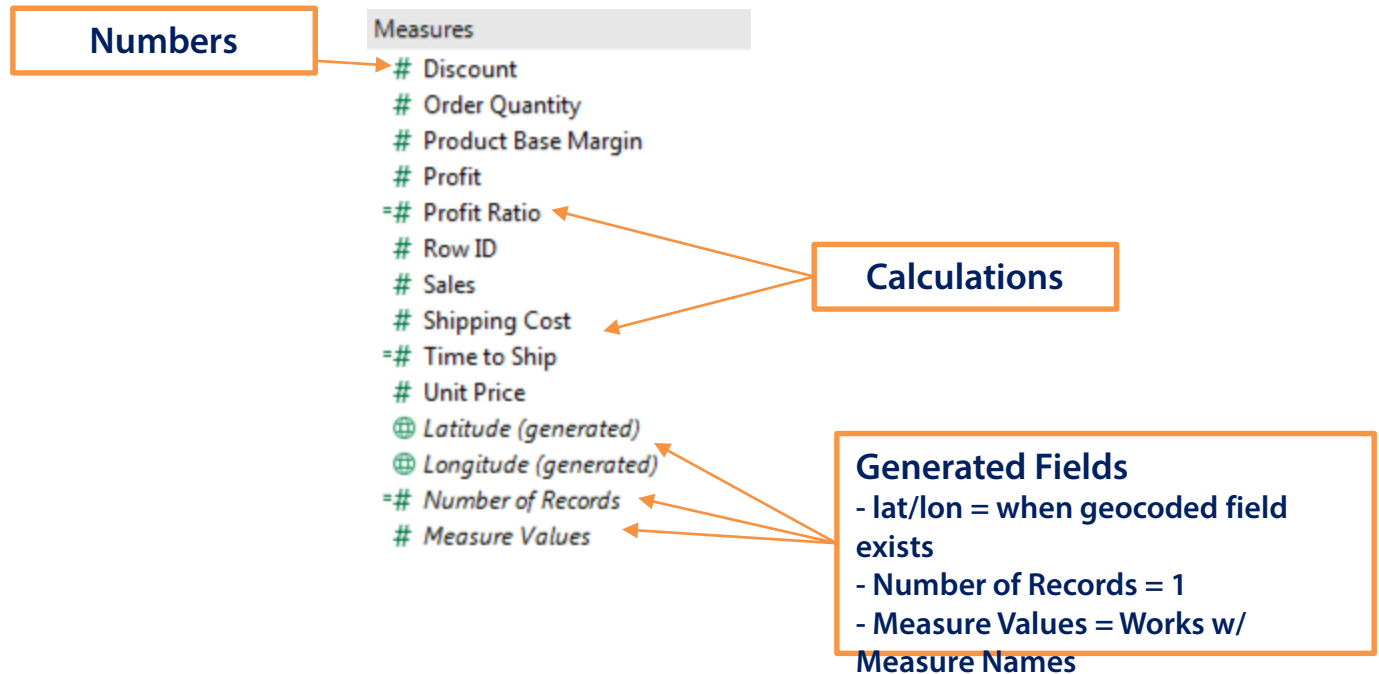 Numbers
Measures
# Discount
# Order Quantity
# Product Base Margin
# Profit
=# Profit Ratio
# Row ID
# Sales
# Shipping Cost
=# Time to Ship
# Unit Price
Latitude (generated)
Longitude (generated)
=# Number of Records
# Measure Values
Calculations
Generated Fields
- lat/lon = when geocoded field
exists
- Number of Records = 1
- Measure Values = Works w/
Measure Names